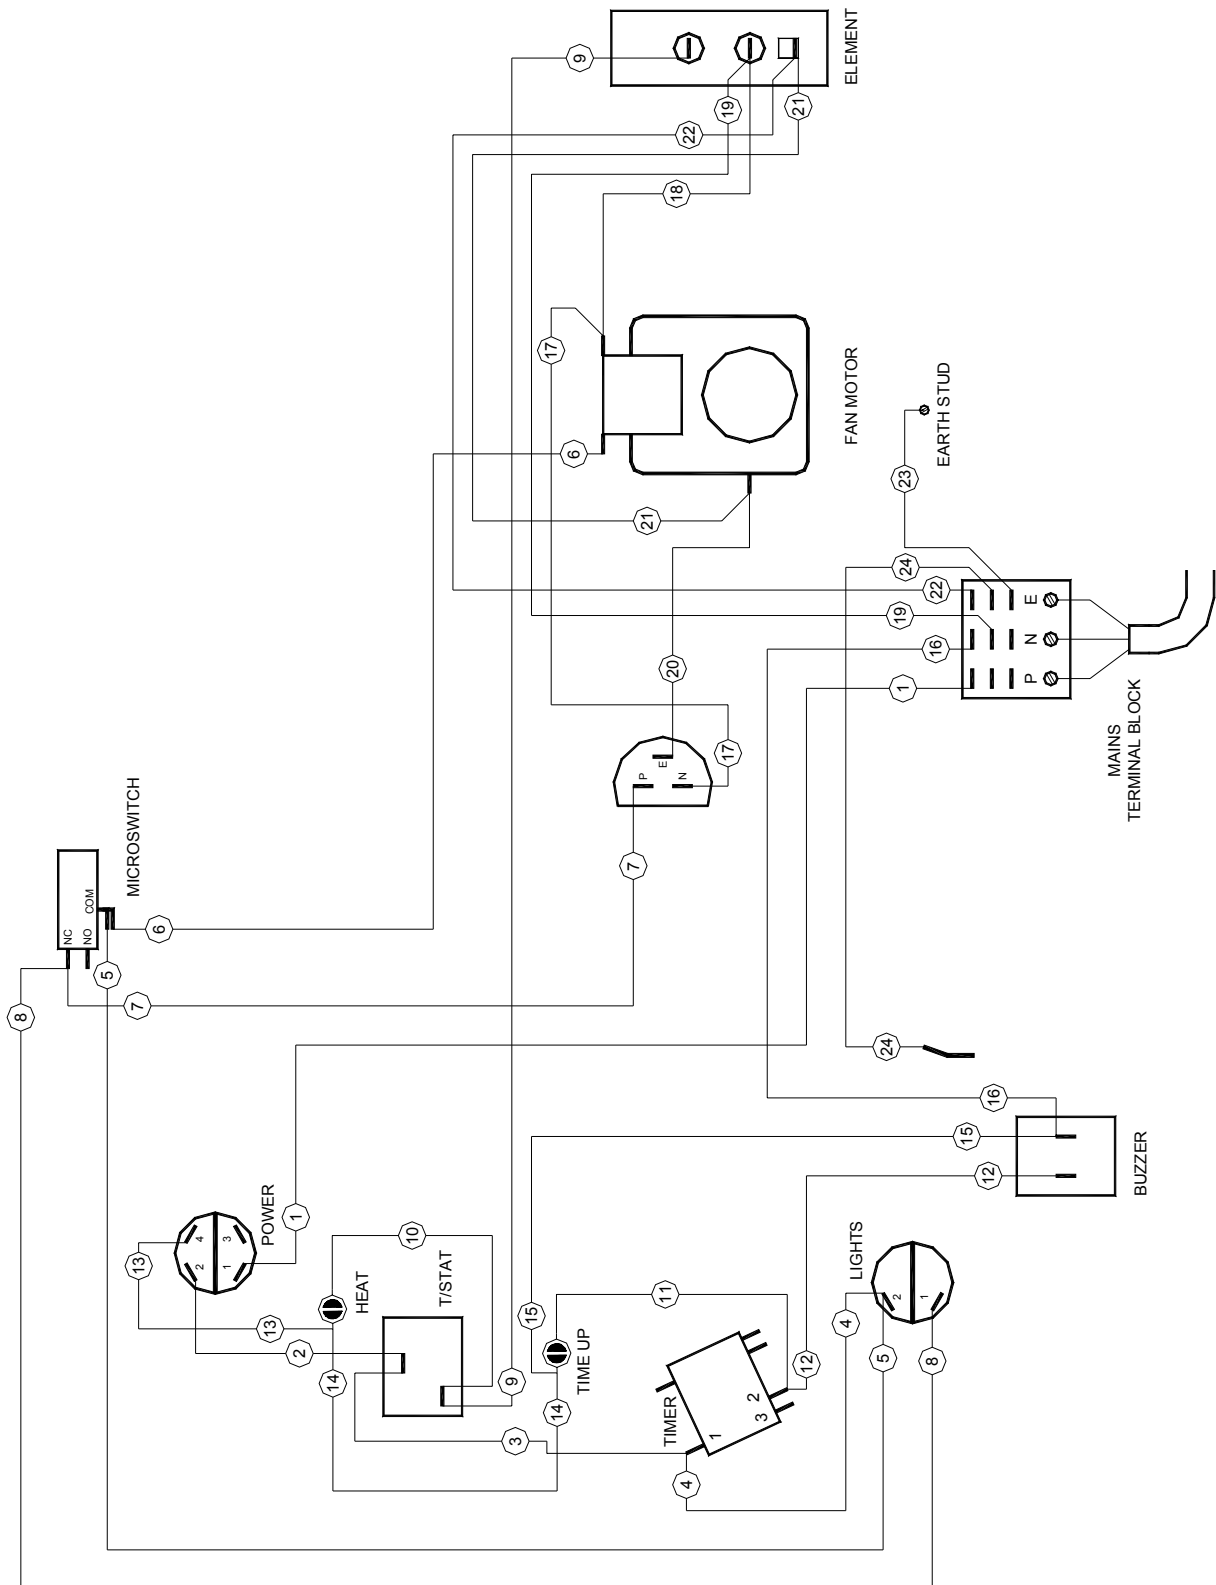 9
ELEMENT
19
21
22
18
17
FAN MOTOR
6
EARTH STUD
23
21
24
22
19
E
16
N
20
1
P
MAINS
TERMINAL BLOCK
17
E
P
N
MICROSWITCH
7
COM
NC
NO
6
5
8
7
24
16
15
12
BUZZER
POWER
4
3
2
1
1
13
10
HEAT
T/STAT
13
2
14
9
3
15
11
TIME UP
14
12
TIMER
2
3
1
4
LIGHTS
2
1
4
5
8